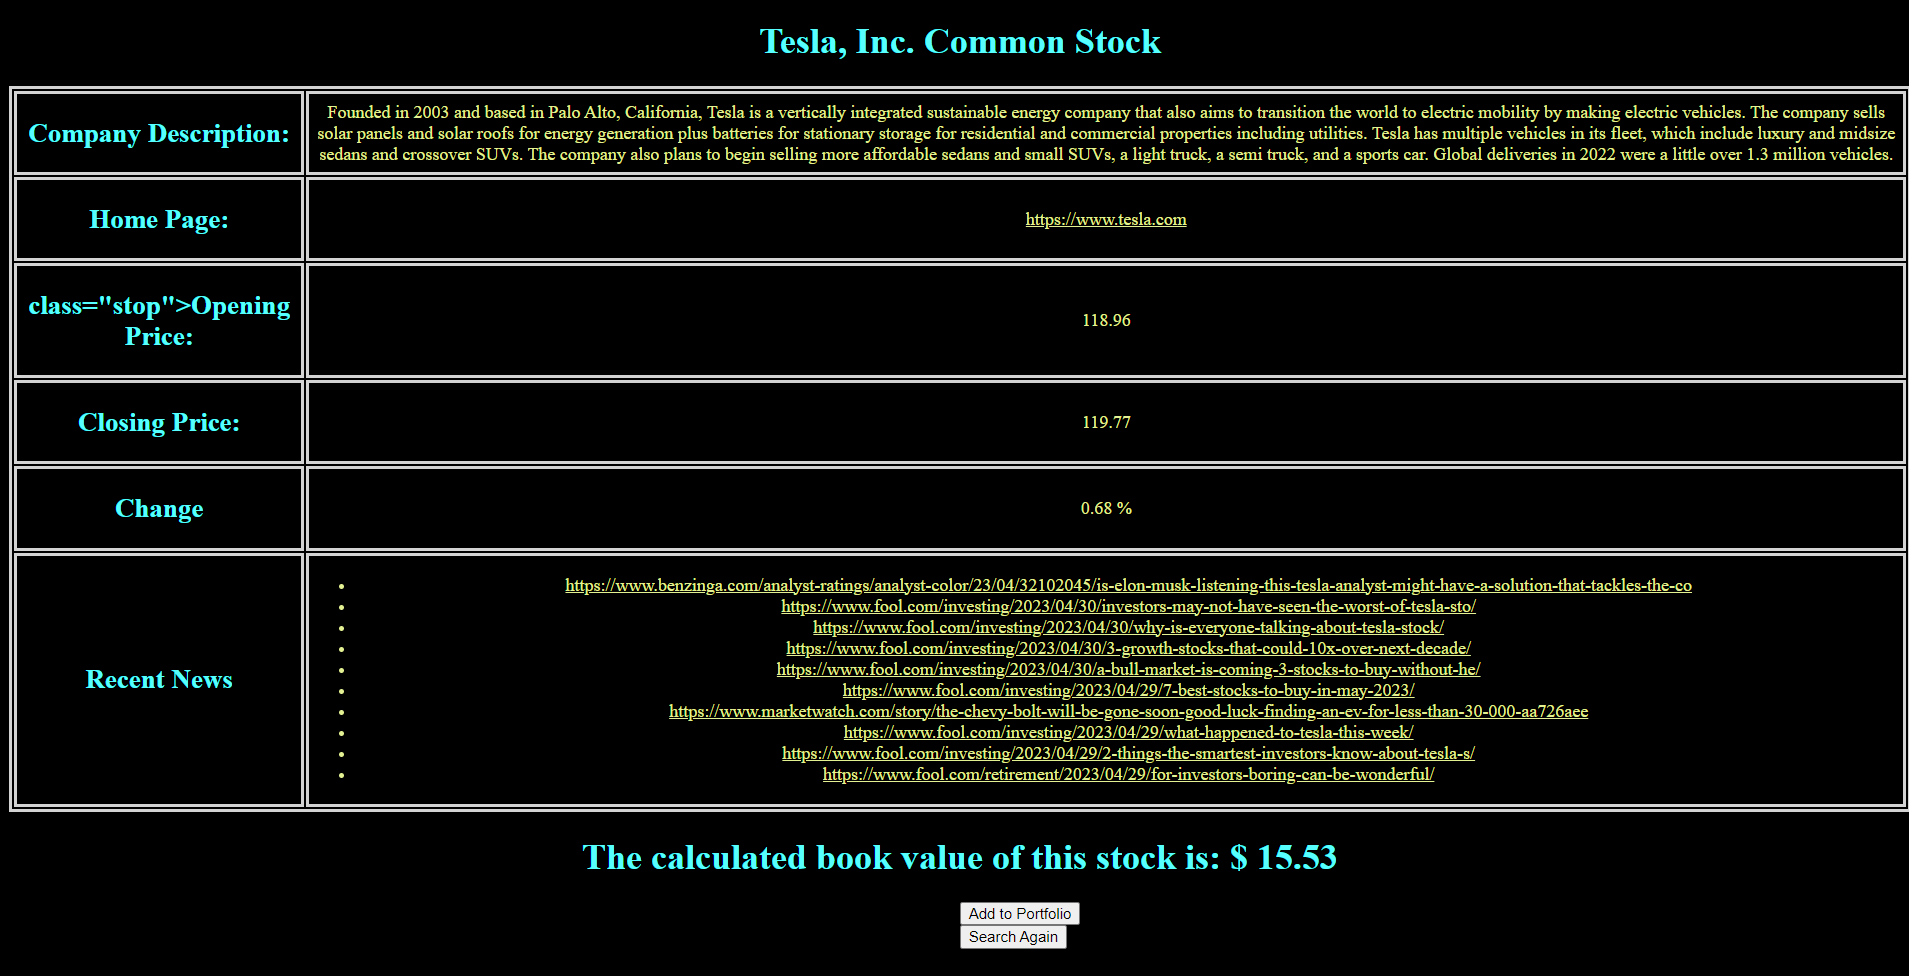 Tesla, Inc. Common Stock
Company Description:
Founded in 2003 and based in Palo Alto, California, Tesla is a vertically integrated sustainable energy company that also aims to transition the world to electric mobility by making electric vehicles. The company sells
solar panels and solar roofs for energy generation plus batteries for stationary storage for residential and commercial properties including utilities. Tesla has multiple vehicles in its fleet, which include luxury and midsize
sedans and crossover SUVs. The company also plans to begin selling more affordable sedans and small SUVs, a light truck, a semi truck, and a sports car. Global deliveries in 2022 were a little over 1.3 million vehicles.
Home Page:
https://www.tesla.com
class="stop">Opening
Price:
118.96
Closing Price:
119.77
Change
0.68 %
Recent News
https://www.benzinga.com/analyst-ratings/analyst-color/23/04/32102045/is-elon-musk-listening-this-tesla-analyst-might-have-a-solution-that-tackles-the-co
https://www.fool.com/investing/2023/04/30/investors-may-not-have-seen-the-worst-of-tesla-sto/
https://www.fool.com/investing/2023/04/30/why-is-everyone-talking-about-tesla-stock/
https://www.fool.com/investing/2023/04/30/3-growth-stocks-that-could-10x-over-next-decade/
https://www.fool.com/investing/2023/04/30/a-bull-market-is-coming-3-stocks-to-buy-without-he/
https://www.fool.com/investing/2023/04/29/7-best-stocks-to-buy-in-may-2023/
https://www.marketwatch.com/story/the-chevy-bolt-will-be-gone-soon-good-luck-finding-an-ev-for-less-than-30-000-aa726aee
https://www.fool.com/investing/2023/04/29/what-happened-to-tesla-this-week/
https://www.fool.com/investing/2023/04/29/2-things-the-smartest-investors-know-about-tesla-s/
https://www.fool.com/retirement/2023/04/29/for-investors-boring-can-be-wonderful/
The calculated book value of this stock is: $ 15.53
Add to Portfolio
Search Again